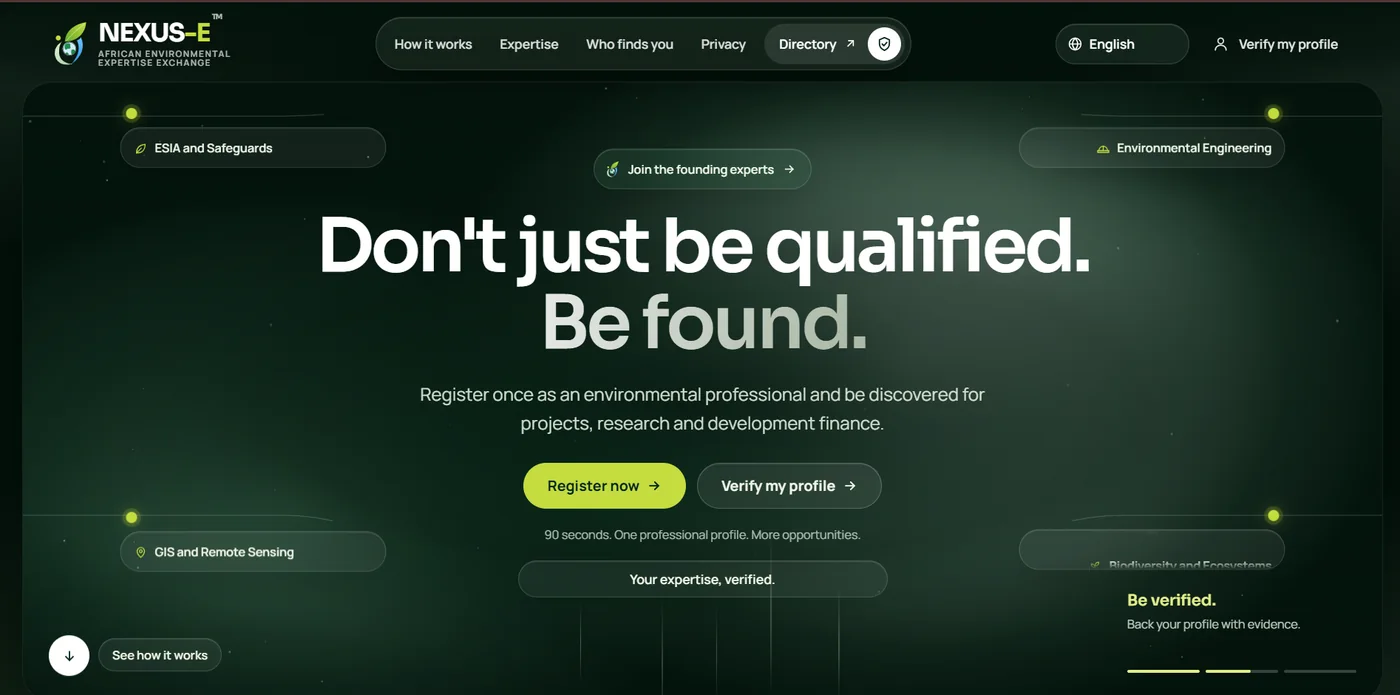 NEXUS-E™
AFRICAN ENVIRONMENTAL
EXPERTISE EXCHANGE
How it works
Expertise
Who finds you
Privacy
Directory
English
Verify my profile
ESIA and Safeguards
Environmental Engineering
Join the founding experts
Don't just be qualified.
Be found.
Register once as an environmental professional and be discovered for
projects, research and development finance.
Register now
Verify my profile
90 seconds. One professional profile. More opportunities.
GIS and Remote Sensing
Biodiversity and Ecosystems
Your expertise, verified.
Be verified.
Back your profile with evidence.
See how it works